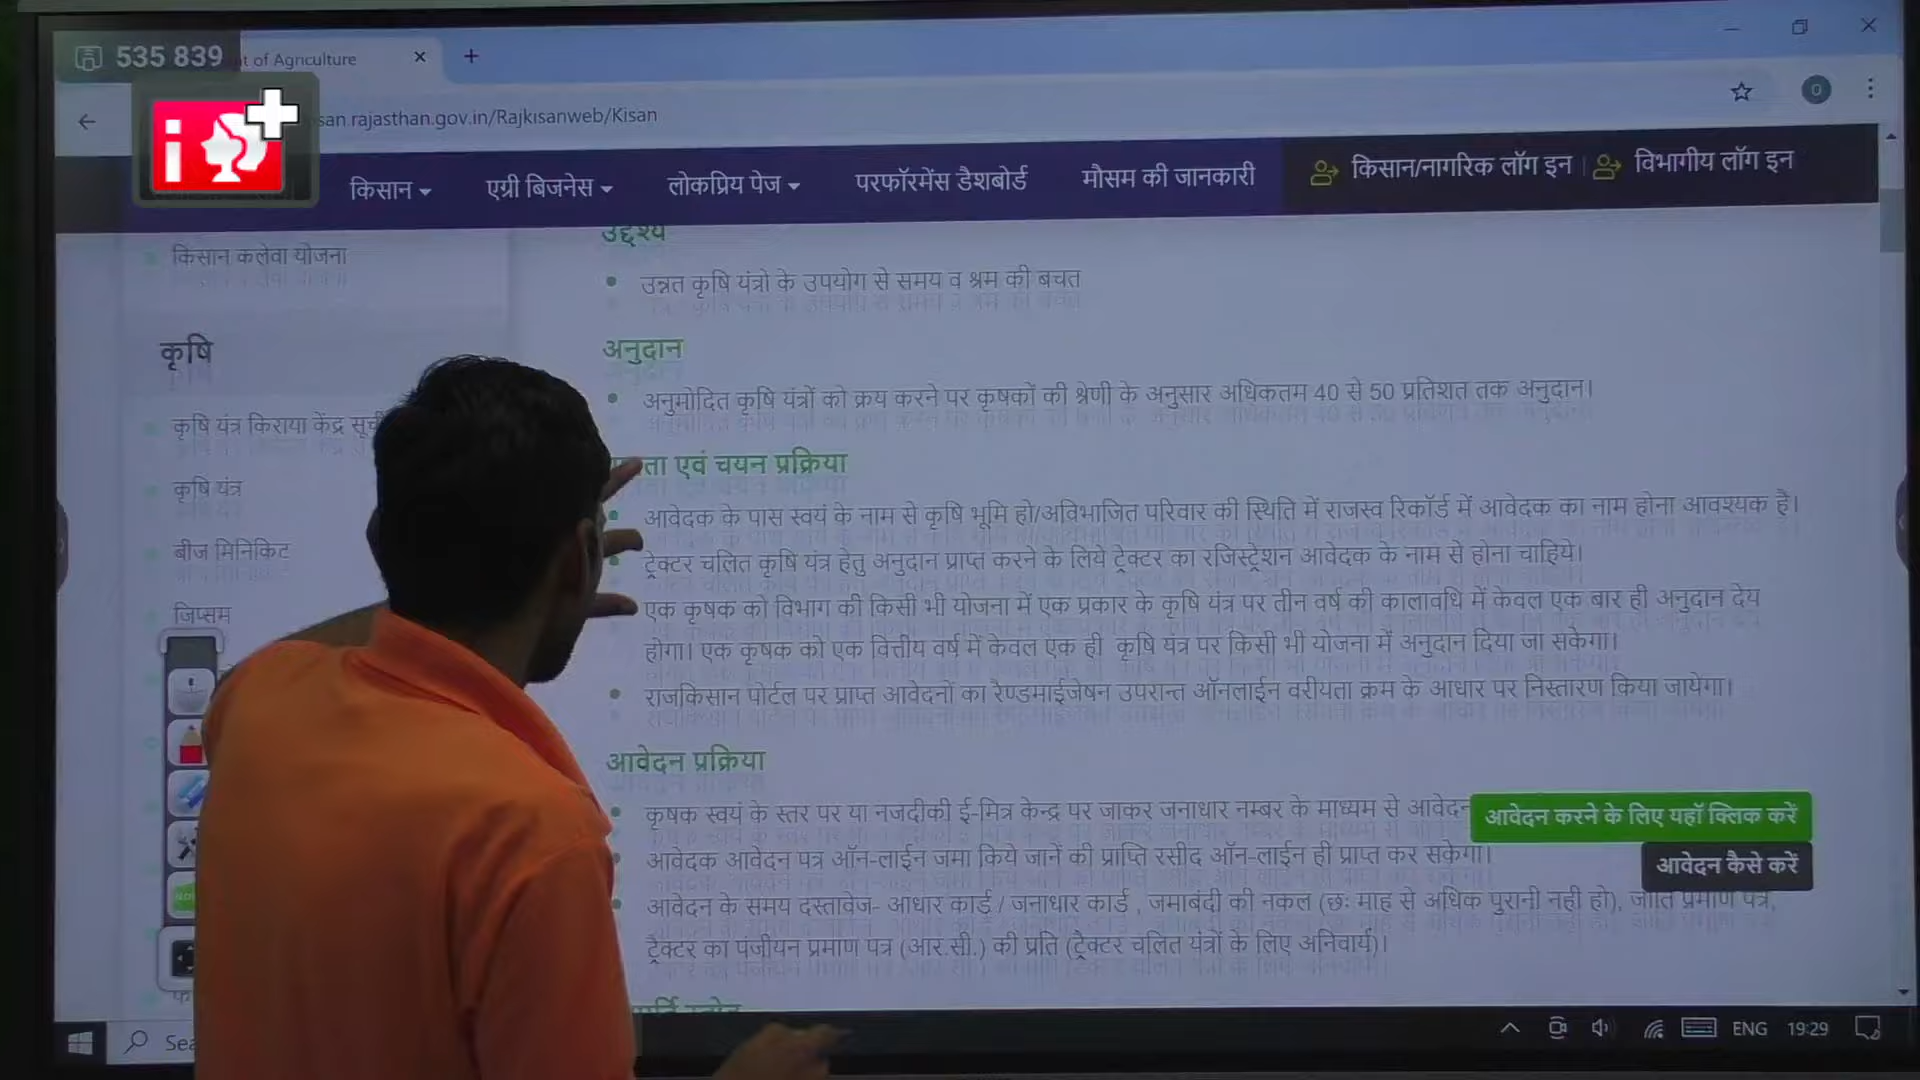 535 839
t of Agriculture
san.rajasthan.gov.in/Rajkisanweb/Kisan
किसान
एग्री बिजनेस
लोकप्रिय पेज
परफॉरमेंस डैशबोर्ड
मौसम की जानकारी
किसान/नागरिक लॉग इन
विभागीय लॉग इन
किसान कलेवा योजना
कृषि
कृषि यंत्र किराया केंद्र सूची
कृषि यंत्र
बीज मिनिकिट
जिप्सम
उद्देश्य
उन्नत कृषि यंत्रो के उपयोग से समय व श्रम की बचत
अनुदान
अनुमोदित कृषि यंत्रों को क्रय करने पर कृषकों की श्रेणी के अनुसार अधिकतम 40 से 50 प्रतिशत तक अनुदान।
ता एवं चयन प्रक्रिया
आवेदक के पास स्वयं के नाम से कृषि भूमि हो/अविभाजित परिवार की स्थिति में राजस्व रिकॉर्ड में आवेदक का नाम होना आवश्यक है।
ट्रेक्टर चलित कृषि यंत्र हेतु अनुदान प्राप्त करने के लिये ट्रेक्टर का रजिस्ट्रेशन आवेदक के नाम से होना चाहिये।
एक कृषक को विभाग की किसी भी योजना में एक प्रकार के कृषि यंत्र पर तीन वर्ष की कालावधि में केवल एक बार ही अनुदान देय
होगा। एक कृषक को एक वित्तीय वर्ष में केवल एक ही कृषि यंत्र पर किसी भी योजना में अनुदान दिया जा सकेगा।
राजकिसान पोर्टल पर प्राप्त आवेदनों का रैण्डमाईजेषन उपरान्त ऑनलाईन वरीयता क्रम के आधार पर निस्तारण किया जायेगा।
आवेदन प्रक्रिया
कृषक स्वयं के स्तर पर या नजदीकी ई-मित्र केन्द्र पर जाकर जनाधार नम्बर के माध्यम से आवेदन
आवेदन करने के लिए यहाँ क्लिक करें
आवेदक आवेदन पत्र ऑन-लाईन जमा किये जाने की प्राप्ति रसीद ऑन-लाईन ही प्राप्त कर सकेगा।
आवेदन कैसे करें
आवेदन के समय दस्तावेज- आधार कार्ड / जनाधार कार्ड , जमाबंदी की नकल (छः माह से अधिक पुरानी नही हो), जाति प्रमाण पत्र,
ट्रैक्टर का पंजीयन प्रमाण पत्र (आर.सी.) की प्रति (ट्रैक्टर चलित यंत्रों के लिए अनिवार्य)।
Sea
ENG
19:29